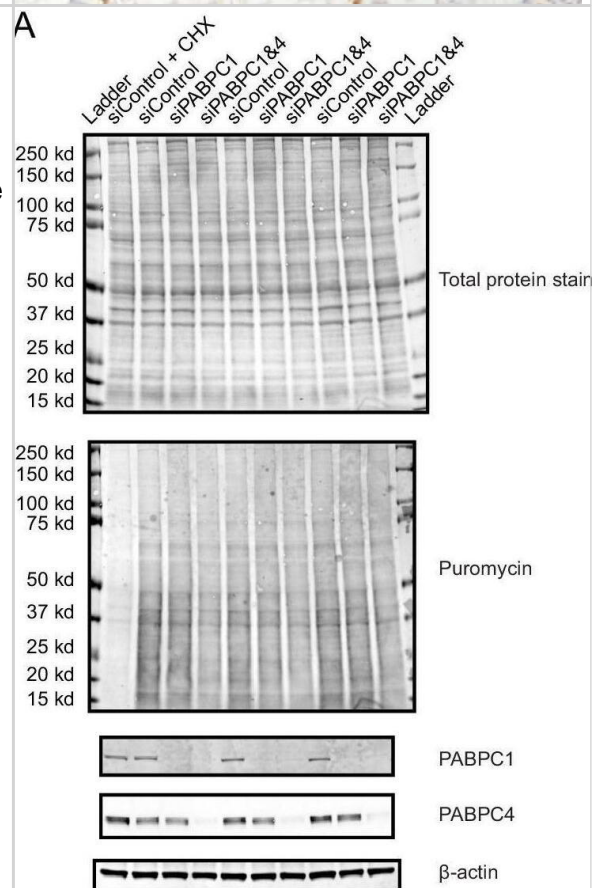 A
Ladder
siControl + CHX
siControl
siPABPC1
siPABPC1&4
siControl
siPABPC1
siPABPC1&4
siControl
siPABPC1
siPABPC1&4
Ladder
250 kd
150 kd
100 kd
75 kd
50 kd
37 kd
25 kd
20 kd
15 kd
Total protein stain
250 kd
150 kd
100 kd
75 kd
50 kd
37 kd
25 kd
20 kd
15 kd
Puromycin
PABPC1
PABPC4
β-actin